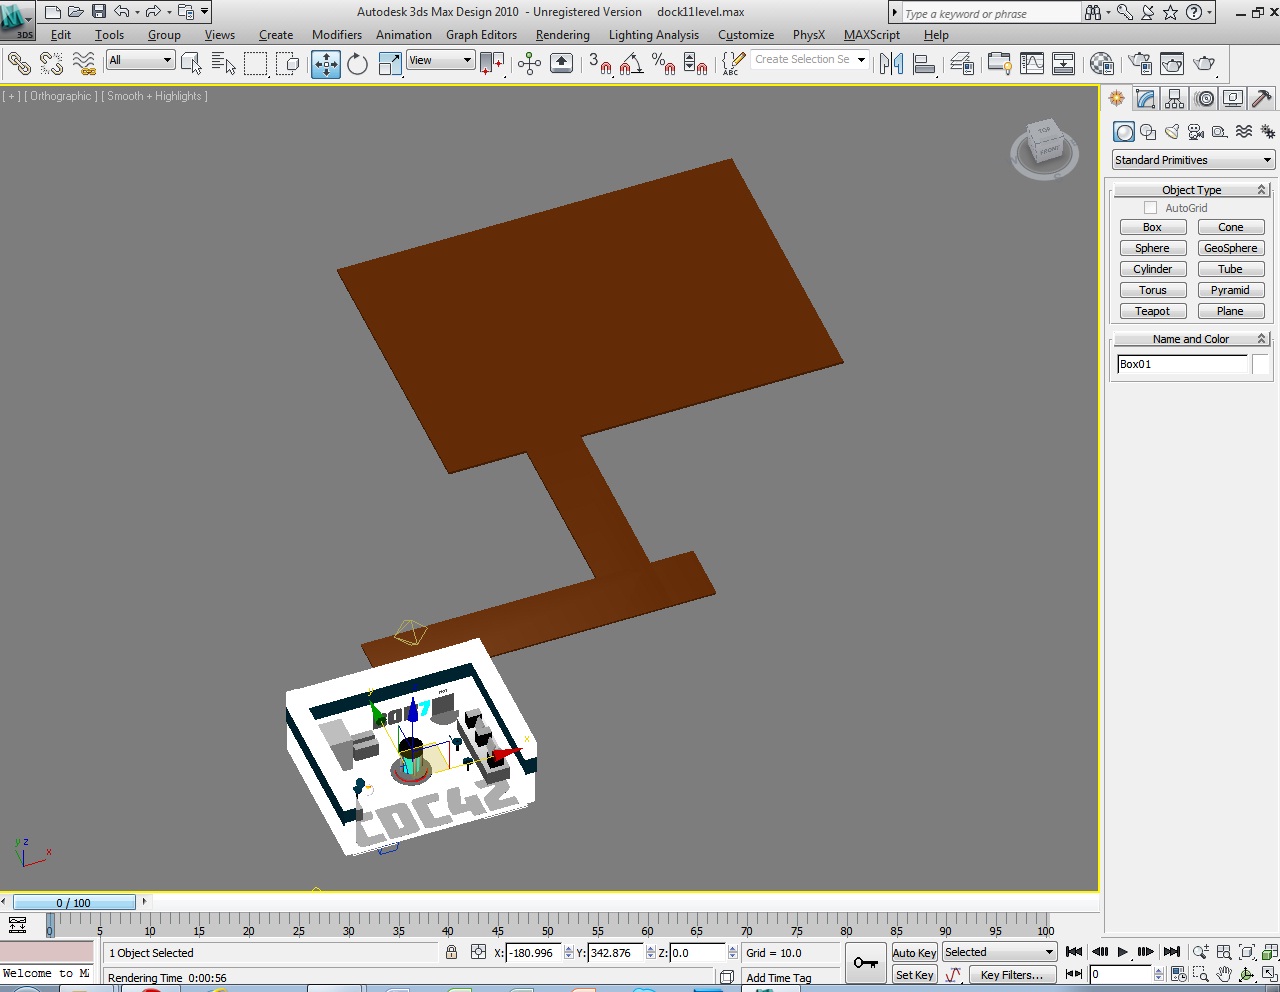 Autodesk 3ds Max Design 2010 - Unregistered Version dock11level.max
Type a keyword or phrase
3DS
Edit Tools Group Views Create Modifiers Animation Graph Editors Rendering Lighting Analysis Customize PhysX MAXScript Help
All
View
3
ABC
Create Selection Se
[ + ] [ Orthographic ] [ Smooth + Highlights ]
TOP
FRONT
Standard Primitives
Object Type
AutoGrid
Box Cone
Sphere GeoSphere
Cylinder Tube
Torus Pyramid
Teapot Plane
Name and Color
Box01
x
CDC42
y z x
0 / 100
0 5 10 15 20 25 30 35 40 45 50 55 60 65 70 75 80 85 90 95 100
1 Object Selected X: -180.996 Y: 342.876 Z: 0.0 Grid = 10.0 Auto Key Selected
Welcome to Ma Rendering Time 0:00:56 Add Time Tag Set Key Key Filters... 0